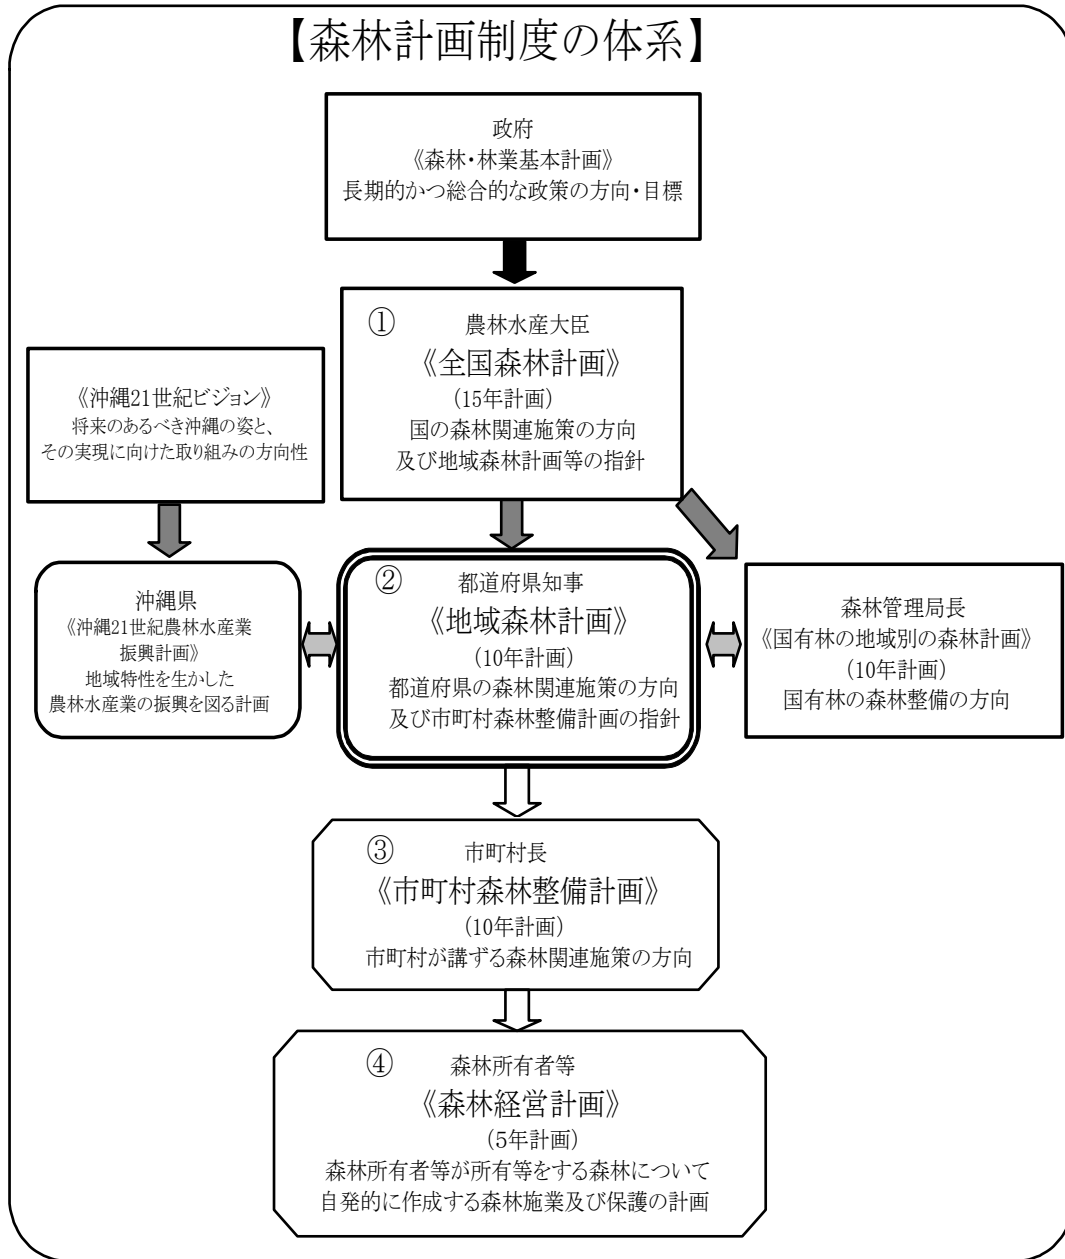 【森林計画制度の体系】
政府
《森林・林業基本計画》
長期的かつ総合的な政策の方向・目標
① 農林水産大臣
《全国森林計画》
(15年計画)
国の森林関連施策の方向
及び地域森林計画等の指針
《沖縄21世紀ビジョン》
将来のあるべき沖縄の姿と、
その実現に向けた取り組みの方向性
沖縄県
《沖縄21世紀農林水産業
振興計画》
地域特性を生かした
農林水産業の振興を図る計画
② 都道府県知事
《地域森林計画》
(10年計画)
都道府県の森林関連施策の方向
及び市町村森林整備計画の指針
森林管理局長
《国有林の地域別の森林計画》
(10年計画)
国有林の森林整備の方向
③ 市町村長
《市町村森林整備計画》
(10年計画)
市町村が講ずる森林関連施策の方向
④ 森林所有者等
《森林経営計画》
(5年計画)
森林所有者等が所有等をする森林について
自発的に作成する森林施業及び保護の計画